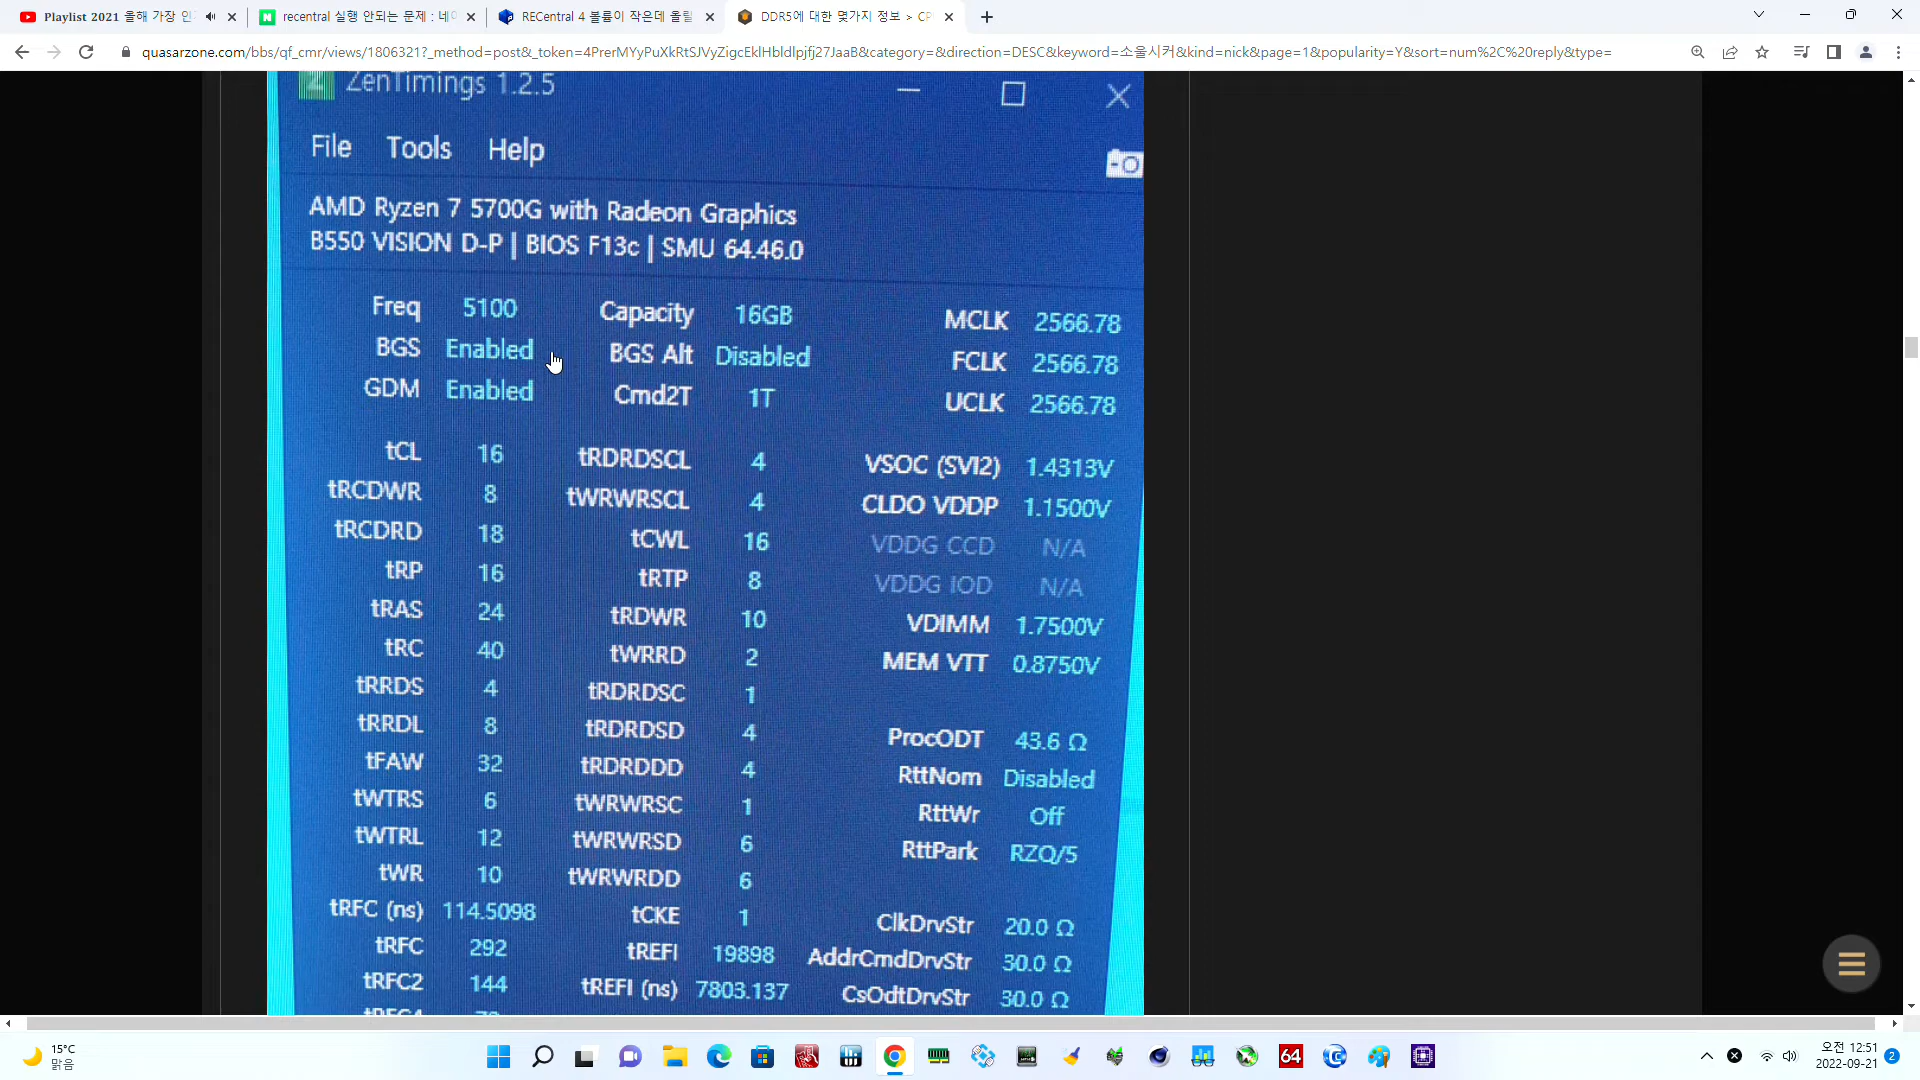 Playlist 2021 올해 가장 인
recentral 실행 안되는 문제 : 네이
RECentral 4 볼륨이 작은데 올릴
DDR5에 대한 몇가지 정보 > CP
quasarzone.com/bbs/qf_cmr/views/1806321?_method=post&_token=4PrerMYyPuXkRtSJVyZigcEklHbldlpjfj27JaaB&category=&direction=DESC&keyword=소울시커&kind=nick&page=1&popularity=Y&sort=num%2C%20reply&type=
ZenTimings 1.2.5
File Tools Help
AMD Ryzen 7 5700G with Radeon Graphics
B550 VISION D-P | BIOS F13c | SMU 64.46.0
Freq 5100 Capacity 16GB MCLK 2566.78
BGS Enabled BGS Alt Disabled FCLK 2566.78
GDM Enabled Cmd2T 1T UCLK 2566.78
tCL 16 tRDRDSCL 4 VSOC (SVI2) 1.4313V
tRCDWR 8 tWRWRSCL 4 CLDO VDDP 1.1500V
tRCDRD 18 tCWL 16 VDDG CCD N/A
tRP 16 tRTP 8 VDDG IOD N/A
tRAS 24 tRDWR 10 VDIMM 1.7500V
tRC 40 tWRRD 2 MEM VTT 0.8750V
tRRDS 4 tRDRDSC 1
tRRDL 8 tRDRDSD 4 ProcODT 43.6 Ω
tFAW 32 tRDRDDD 4 RttNom Disabled
tWTRS 6 tWRWRSC 1 RttWr Off
tWTRL 12 tWRWRSD 6 RttPark RZQ/5
tWR 10 tWRWRDD 6
tRFC (ns) 114.5098 tCKE 1 ClkDrvStr 20.0 Ω
tRFC 292 tREFI 19898 AddrCmdDrvStr 30.0 Ω
tRFC2 144 tREFI (ns) 7803.137 CsOdtDrvStr 30.0 Ω
15°C
맑음
64
오전 12:51
2022-09-21
2